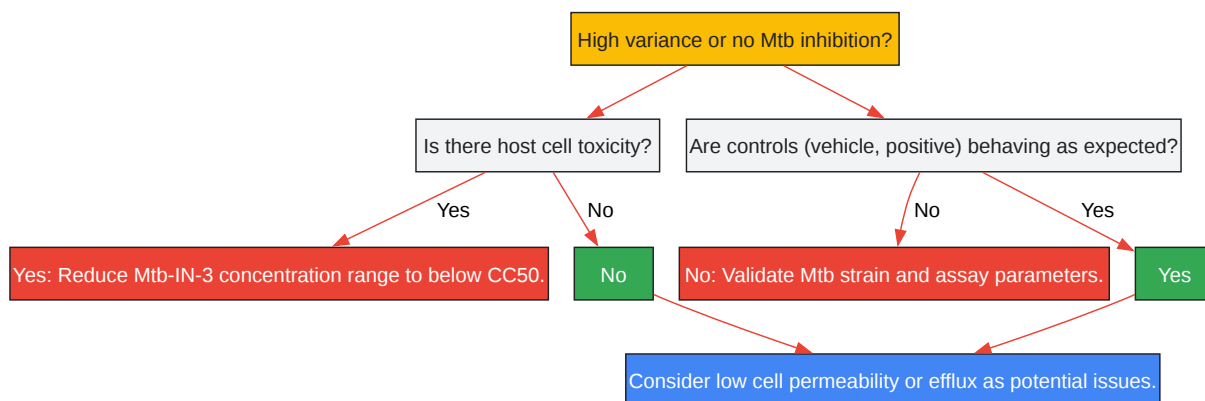 High variance or no Mtb inhibition?
Is there host cell toxicity?
Are controls (vehicle, positive) behaving as expected?
Yes
No
No
Yes
Yes: Reduce Mtb-IN-3 concentration range to below CC50.
No
No: Validate Mtb strain and assay parameters.
Yes
Consider low cell permeability or efflux as potential issues.